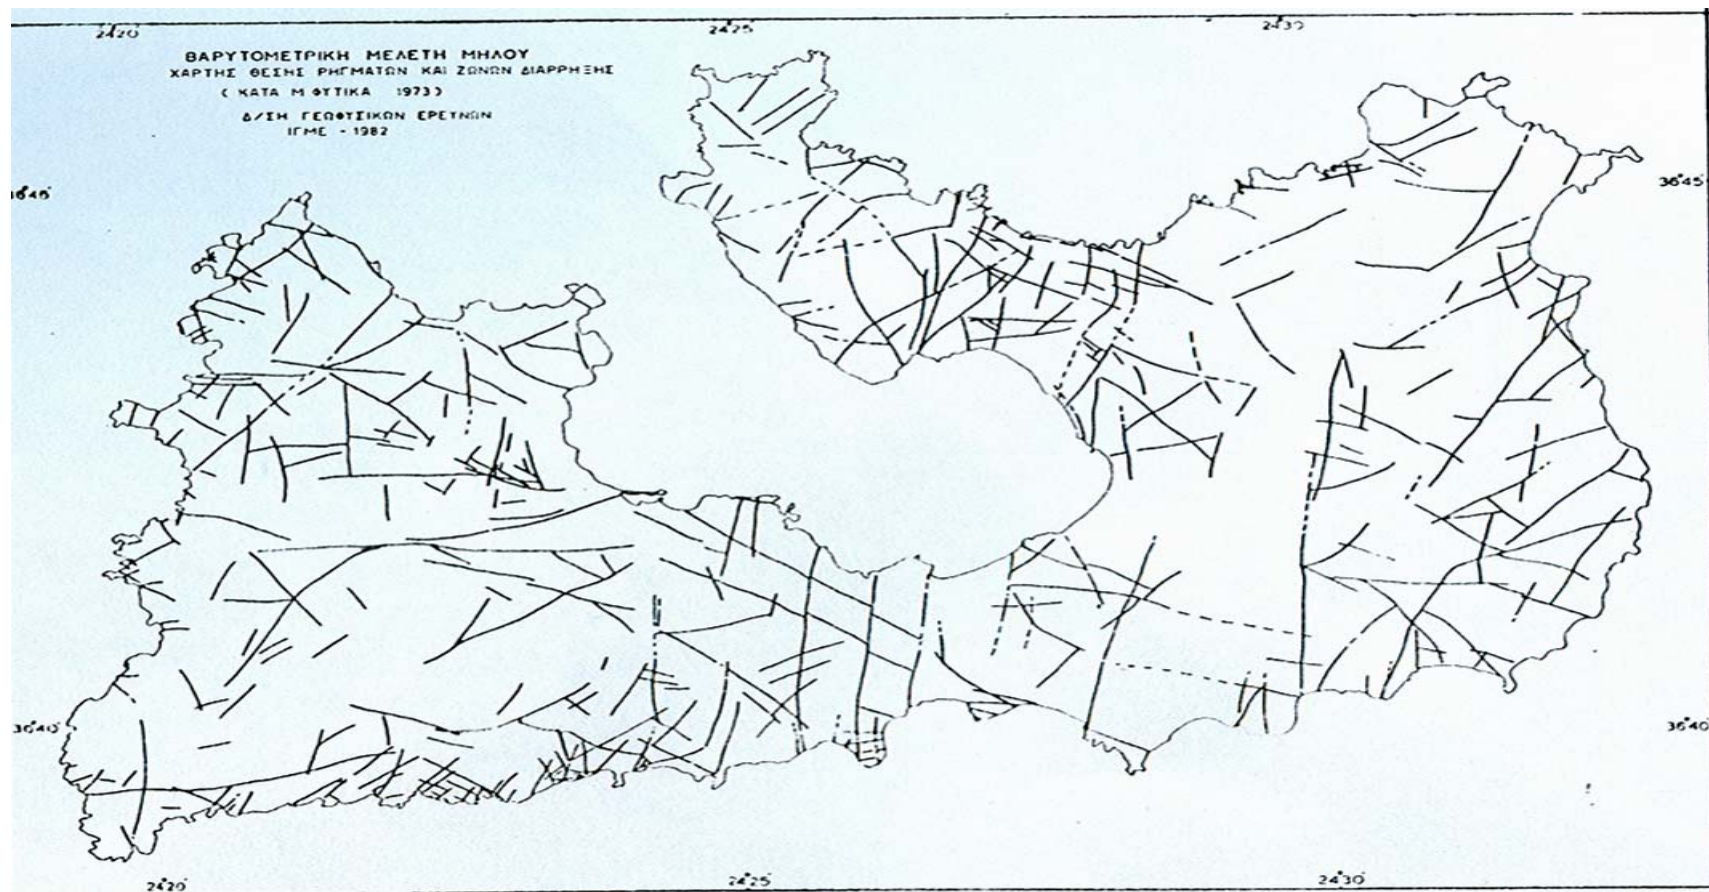 24°20' 24°25 24°30
ΒΑΡΥΤΟΜΕΤΡΙΚΗ ΜΕΛΕΤΗ ΜΗΛΟΥ
ΧΑΡΤΗΣ ΘΕΣΗΣ ΡΗΓΜΑΤΩΝ ΚΑΙ ΖΩΝΩΝ ΔΙΑΡΡΗΞΗΣ
( ΚΑΤΑ Μ ΦΥΤΙΚΑ 1973)
Δ/ΣΗ ΓΕΩΦΥΣΙΚΩΝ ΕΡΕΥΝΩΝ
ΙΓΜΕ - 1982
36°45' 36°45'
36°40' 36°40'
24°20 24°25 24°30